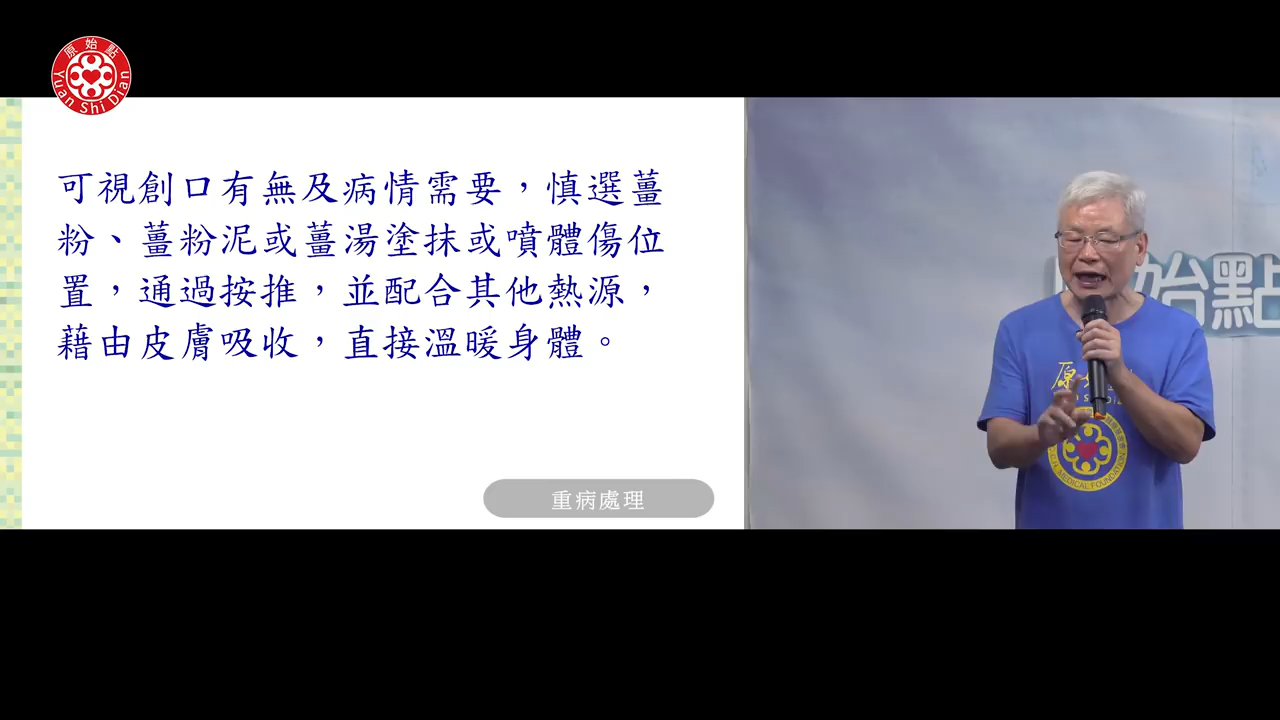 原始點
Yuan Shi Dian
可視創口有無及病情需要，慎選薑
粉、薑粉泥或薑湯塗抹或噴體傷位
置，通過按推，並配合其他熱源，
藉由皮膚吸收，直接溫暖身體。
重病處理
始點
MEDICAL FOUNDATION